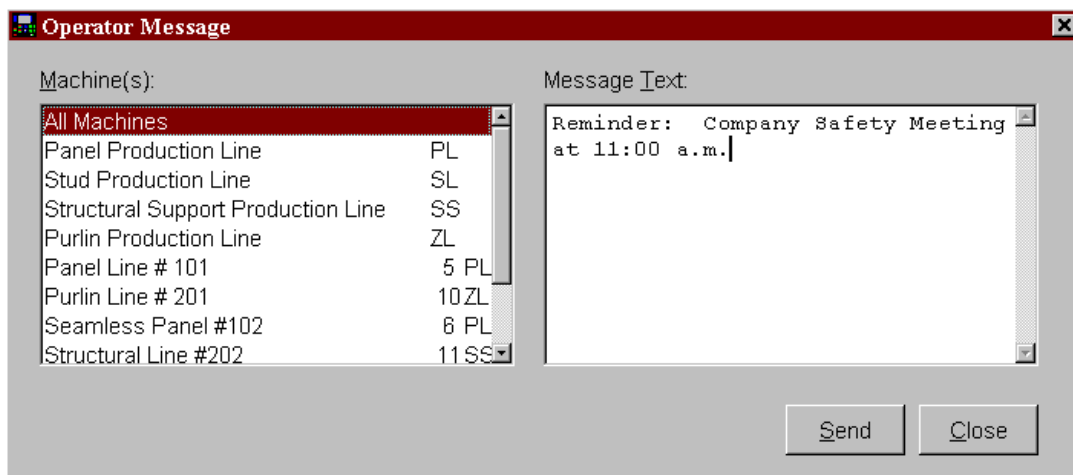 Operator Message
Machine(s):
All Machines
Panel Production Line PL
Stud Production Line SL
Structural Support Production Line SS
Purlin Production Line ZL
Panel Line # 101 5 PL
Purlin Line # 201 10 ZL
Seamless Panel #102 6 PL
Structural Line #202 11 SS
Message Text:
Reminder:  Company Safety Meeting
at 11:00 a.m.
Send Close